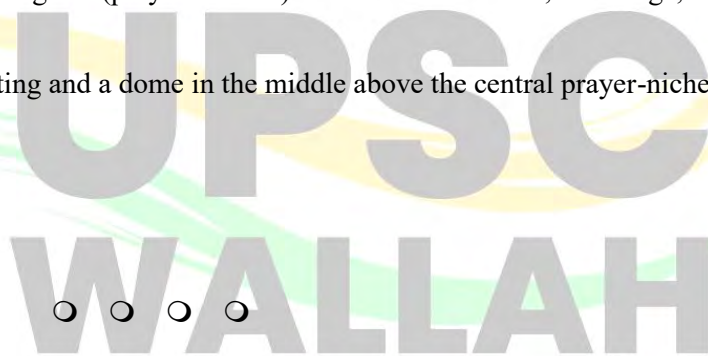 ting and a dome in the middle above the central prayer-niche
UPSC
WALLAH